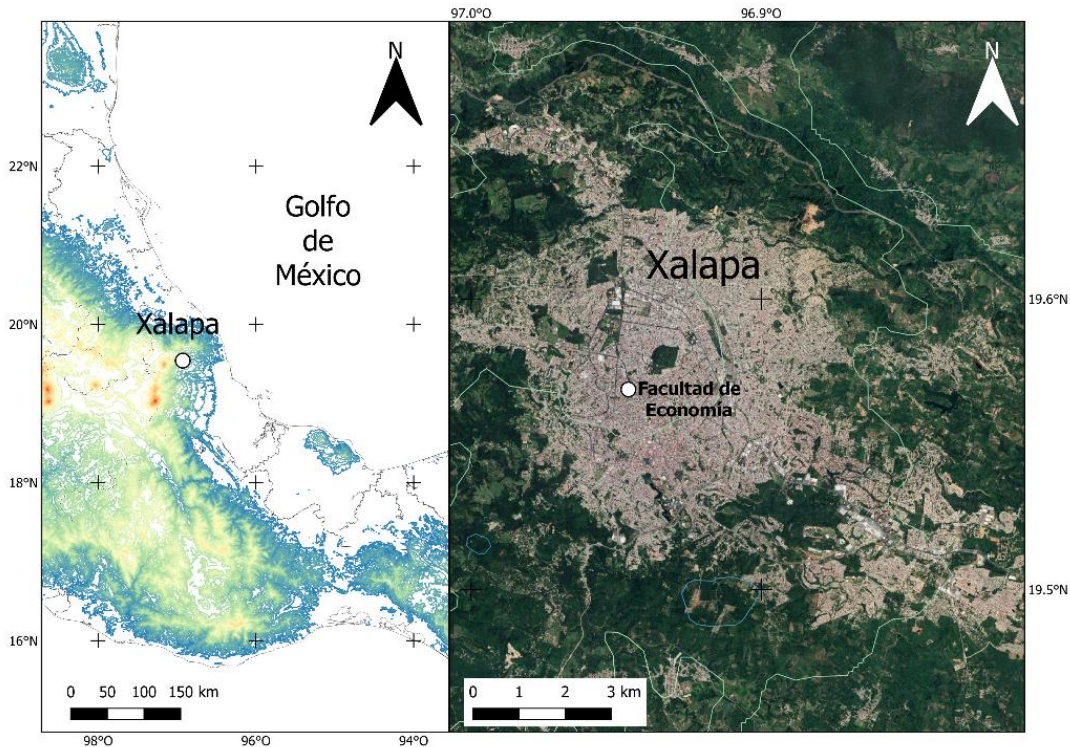 97.0°O
96.9°O
N
N
22°N
Golfo
de
México
Xalapa
19.6°N
20°N
Xalapa
Facultad de
Economía
18°N
19.5°N
16°N
0 50 100 150 km
0 1 2 3 km
98°O
96°O
94°O